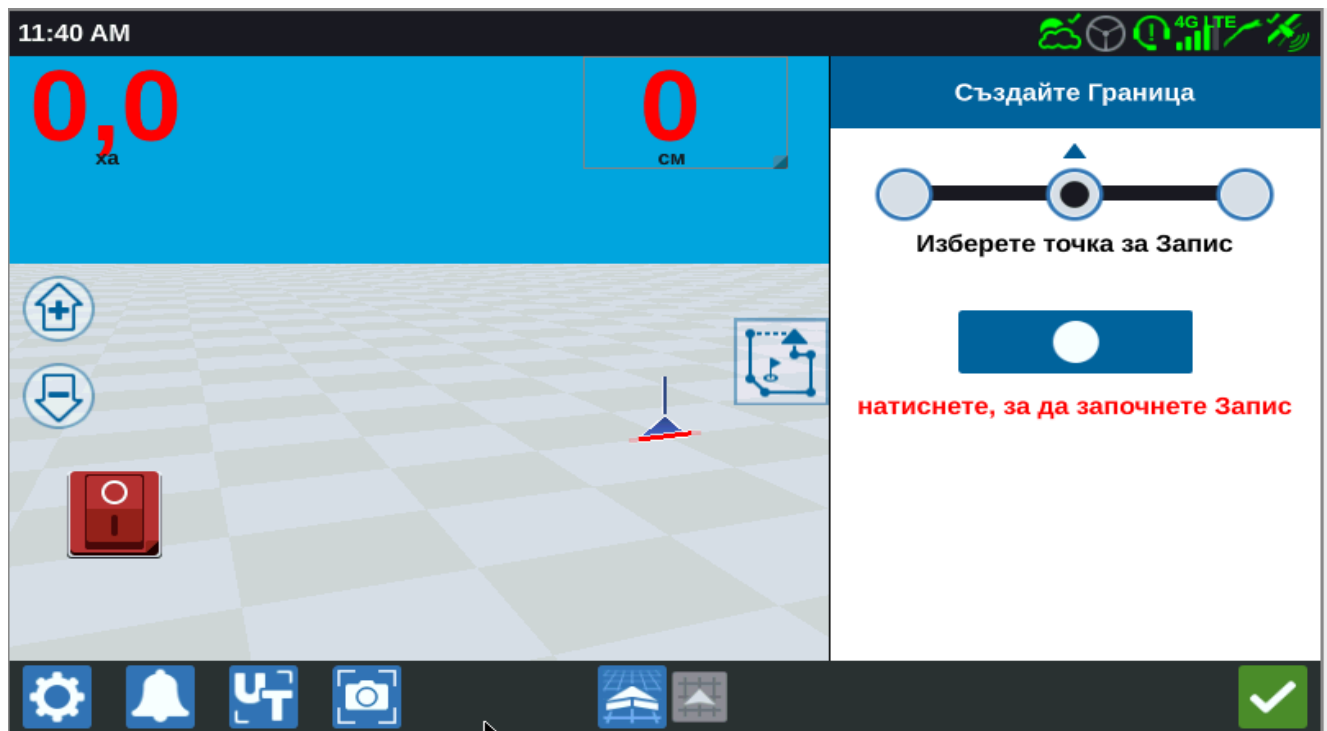 11:40 AM
4G LTE
0,0
ха
0
см
Създайте Граница
Изберете точка за Запис
натиснете, за да започнете Запис
UT